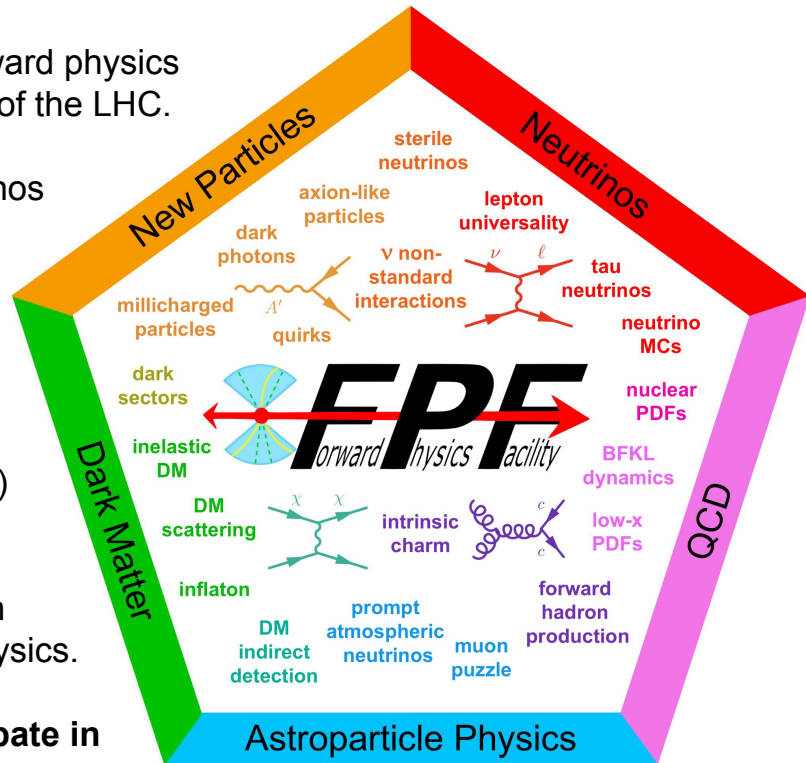 ward physics
of the LHC.
nos
)
ysics.
pate in
New Particles
Neutrinos
sterile
neutrinos
axion-like
particles
lepton
universality
dark
photons
ν non-
standard
interactions
ν ℓ
tau
neutrinos
millicharged
particles
A′
quirks
neutrino
MCs
dark
sectors
nuclear
PDFs
Forward Physics Facility
inelastic
DM
BFKL
dynamics
Dark Matter
QCD
DM
scattering
χ χ
intrinsic
charm
c
c
low-x
PDFs
inflaton
forward
hadron
production
DM
indirect
detection
prompt
atmospheric
neutrinos
muon
puzzle
Astroparticle Physics